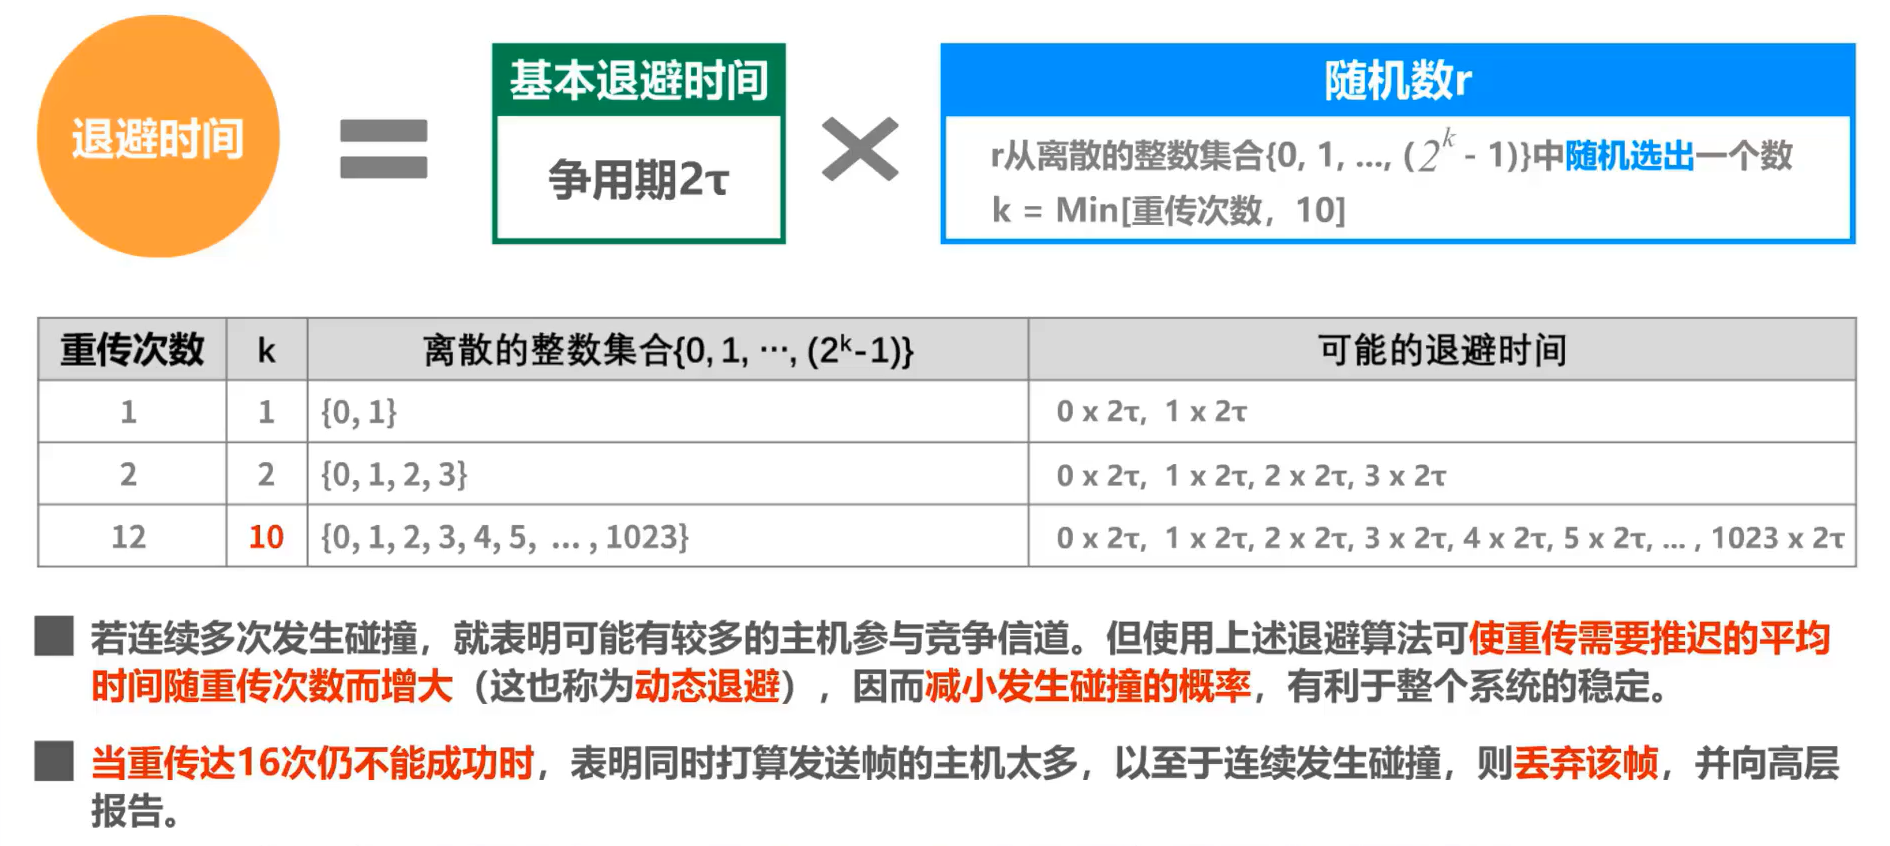 退避时间
基本退避时间
争用期2τ
随机数r
r从离散的整数集合{0, 1, ..., (2^k - 1)}中随机选出一个数
k = Min[重传次数，10]
重传次数 k 离散的整数集合{0, 1, ···, (2^k-1)} 可能的退避时间
1 1 {0, 1} 0 x 2τ, 1 x 2τ
2 2 {0, 1, 2, 3} 0 x 2τ, 1 x 2τ, 2 x 2τ, 3 x 2τ
12 10 {0, 1, 2, 3, 4, 5, ... , 1023} 0 x 2τ, 1 x 2τ, 2 x 2τ, 3 x 2τ, 4 x 2τ, 5 x 2τ, ... , 1023 x 2τ
若连续多次发生碰撞，就表明可能有较多的主机参与竞争信道。但使用上述退避算法可使重传需要推迟的平均
时间随重传次数而增大（这也称为动态退避），因而减小发生碰撞的概率，有利于整个系统的稳定。
当重传达16次仍不能成功时，表明同时打算发送帧的主机太多，以至于连续发生碰撞，则丢弃该帧，并向高层
报告。